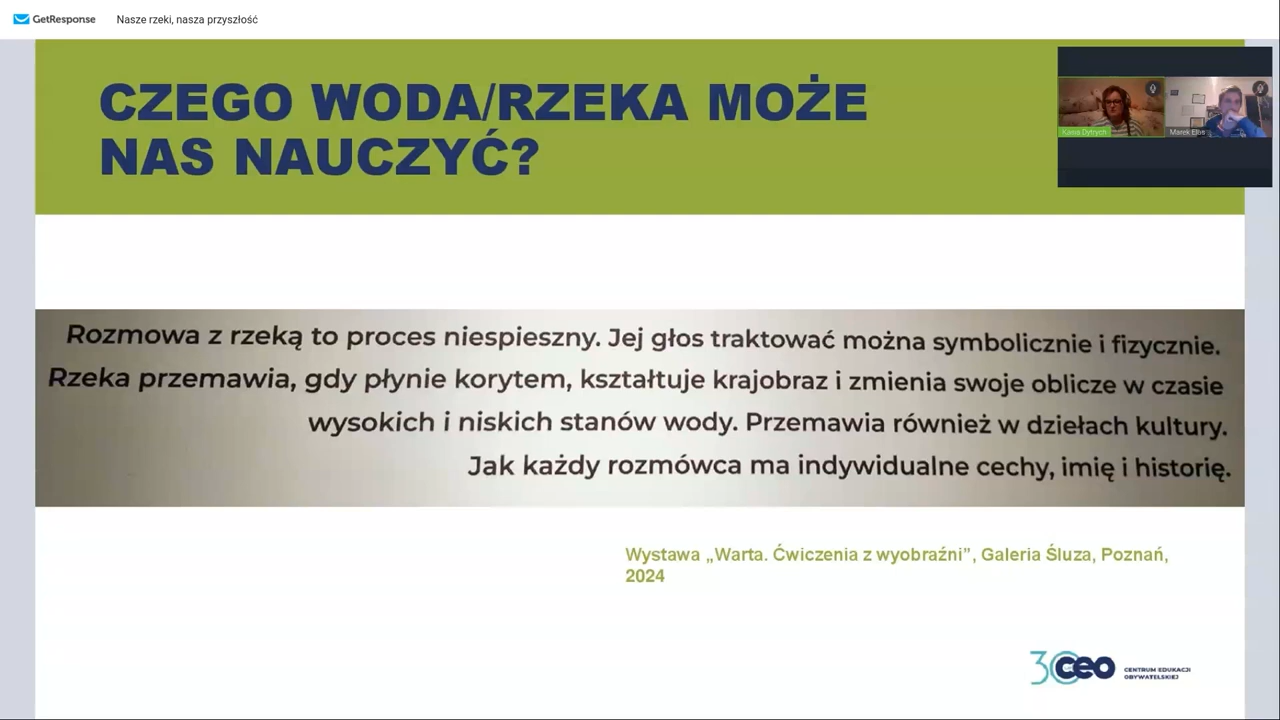 GetResponse
Nasze rzeki, nasza przyszłość
CZEGO WODA/RZEKA MOŻE
NAS NAUCZYĆ?
Kasia Dytrych
Marek Elas
Rozmowa z rzeką to proces niespieszny. Jej głos traktować można symbolicznie i fizycznie.
Rzeka przemawia, gdy płynie korytem, kształtuje krajobraz i zmienia swoje oblicze w czasie
wysokich i niskich stanów wody. Przemawia również w dziełach kultury.
Jak każdy rozmówca ma indywidualne cechy, imię i historię.
Wystawa „Warta. Ćwiczenia z wyobraźni”, Galeria Śluza, Poznań,
2024
30 ceo
CENTRUM EDUKACJI
OBYWATELSKIEJ